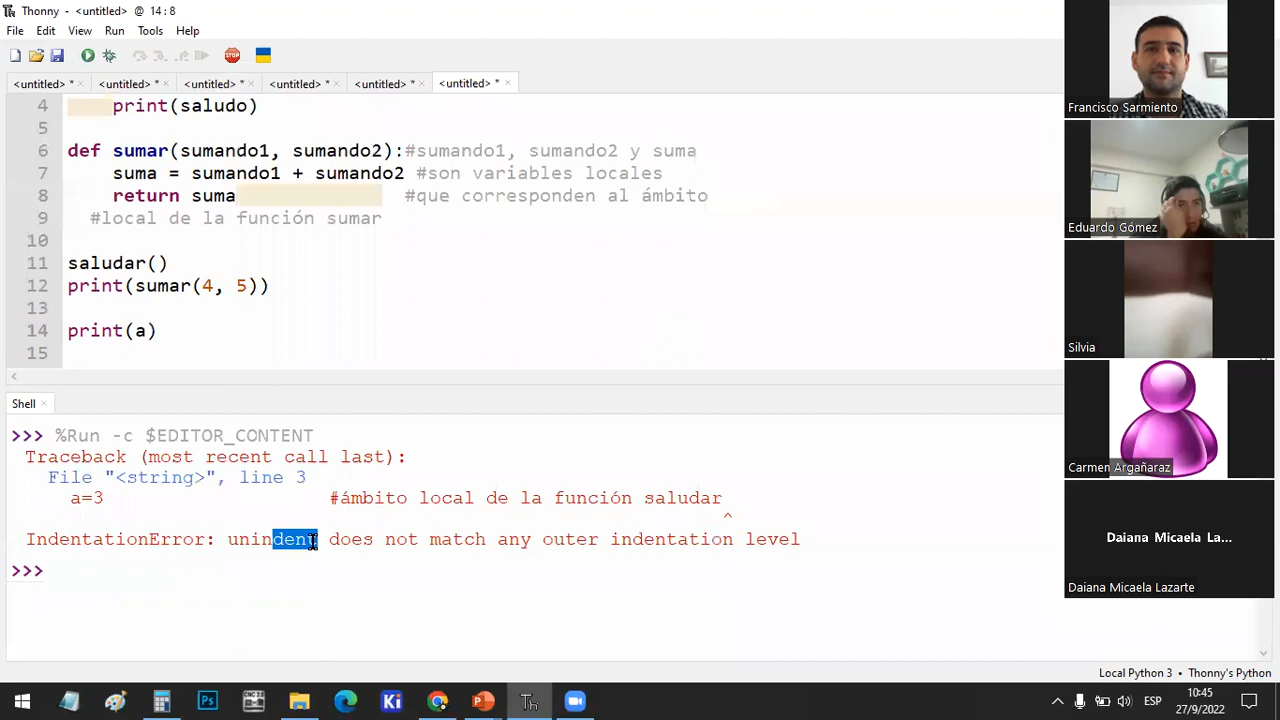 Thonny - <untitled> * @ 14 : 8
File Edit View Run Tools Help
STOP
<untitled> * × <untitled> * × <untitled> * × <untitled> * × <untitled> * × <untitled> * ×
4 print(saludo)
5
6 def sumar(sumando1, sumando2):#sumando1, sumando2 y suma
7 suma = sumando1 + sumando2 #son variables locales
8 return suma #que corresponden al ámbito
9 #local de la función sumar
10
11 saludar()
12 print(sumar(4, 5))
13
14 print(a)
15
Shell ×
>>> %Run -c $EDITOR_CONTENT
Traceback (most recent call last):
File "<string>", line 3
a=3 #ámbito local de la función saludar
^
IndentationError: unindent does not match any outer indentation level
>>>
Francisco Sarmiento
Eduardo Gómez
Silvia
Carmen Argañaraz
Daiana Micaela La...
Daiana Micaela Lazarte
Local Python 3 • Thonny's Python
Ps
Ki
Th
ESP
10:45
27/9/2022